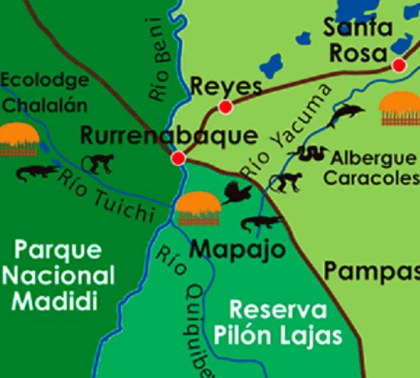 Santa
Rosa
Río Beni
Reyes
Ecolodge
Chalalán
Rurrenabaque
Río Yacuma
Albergue
Caracoles
Río Tuichi
Mapajo
Río
Parque
Nacional
Madidi
Pampas
Quiquibey
Reserva
Pilón Lajas